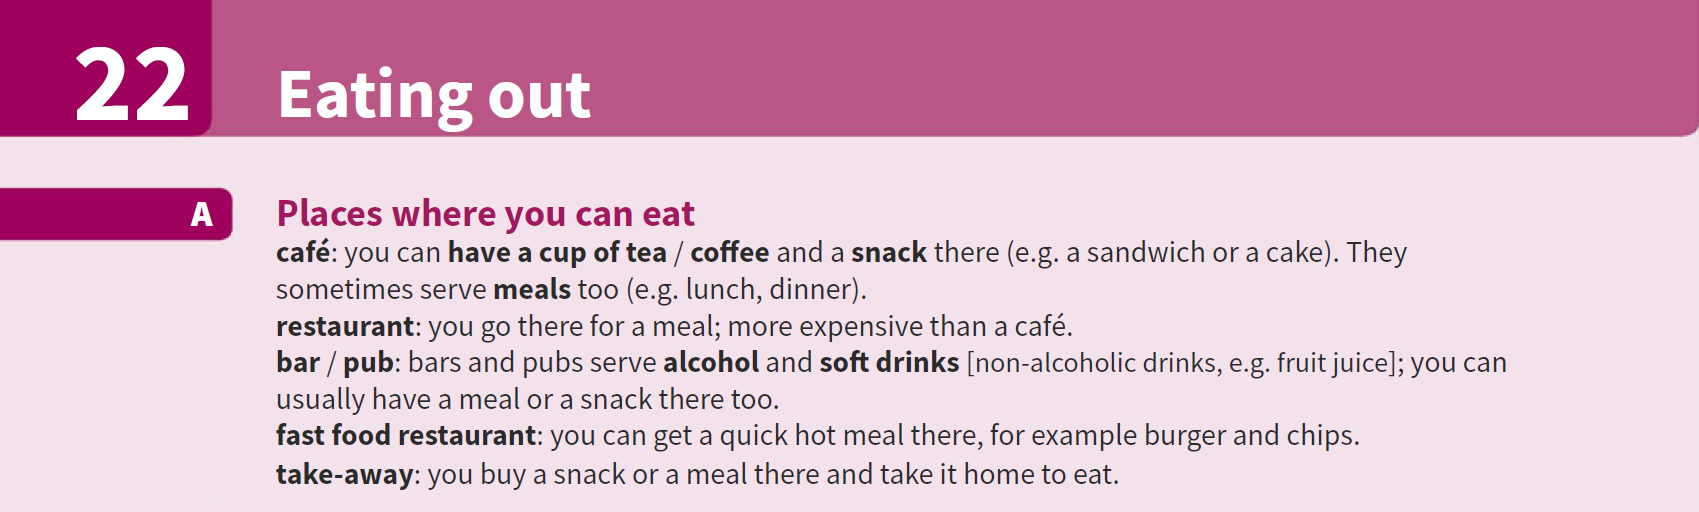 22
Eating out
A
Places where you can eat
café: you can have a cup of tea / coffee and a snack there (e.g. a sandwich or a cake). They
sometimes serve meals too (e.g. lunch, dinner).
restaurant: you go there for a meal; more expensive than a café.
bar / pub: bars and pubs serve alcohol and soft drinks [non-alcoholic drinks, e.g. fruit juice]; you can
usually have a meal or a snack there too.
fast food restaurant: you can get a quick hot meal there, for example burger and chips.
take-away: you buy a snack or a meal there and take it home to eat.